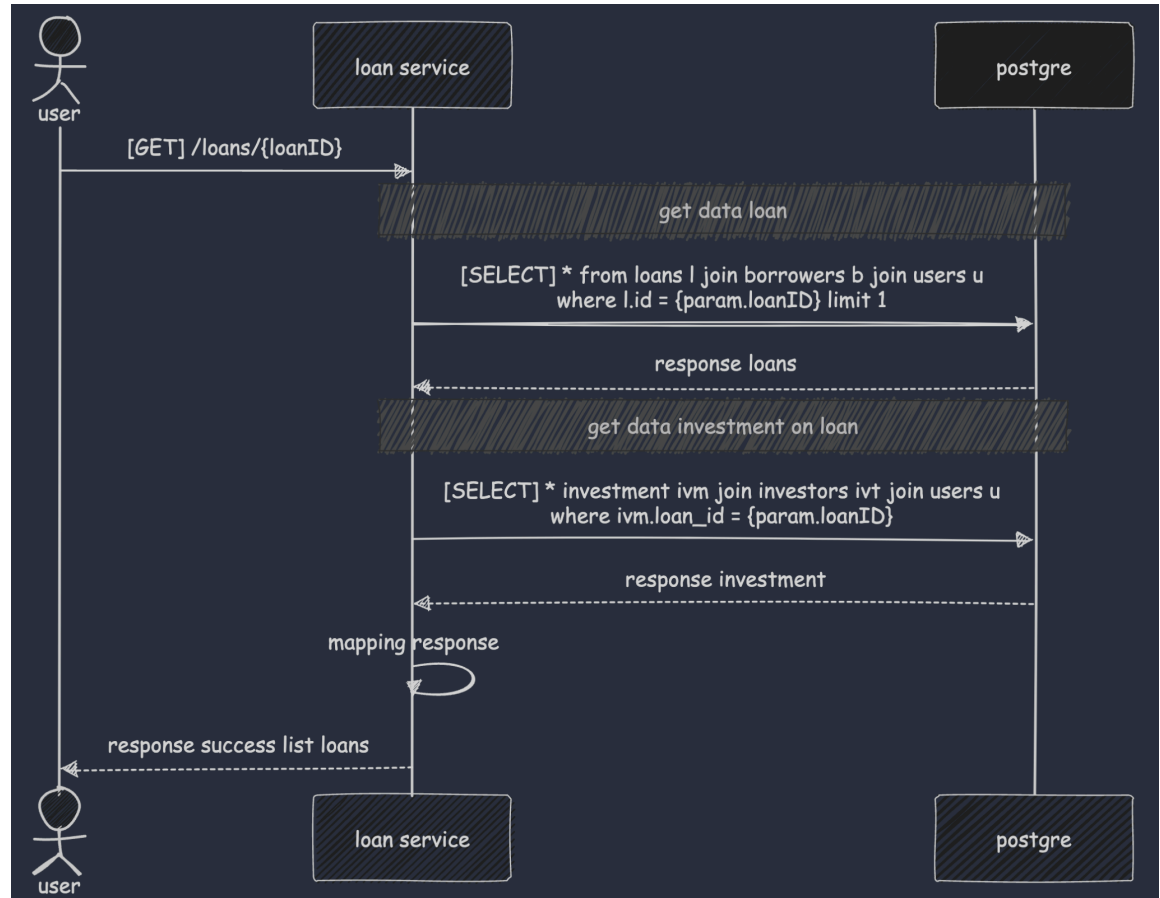 loan service
postgre
user
[GET] /loans/{loanID}
get data loan
[SELECT] * from loans l join borrowers b join users u
where l.id = {param.loanID} limit 1
response loans
get data investment on loan
[SELECT] * investment ivm join investors ivt join users u
where ivm.loan_id = {param.loanID}
response investment
mapping response
response success list loans
loan service
postgre
user